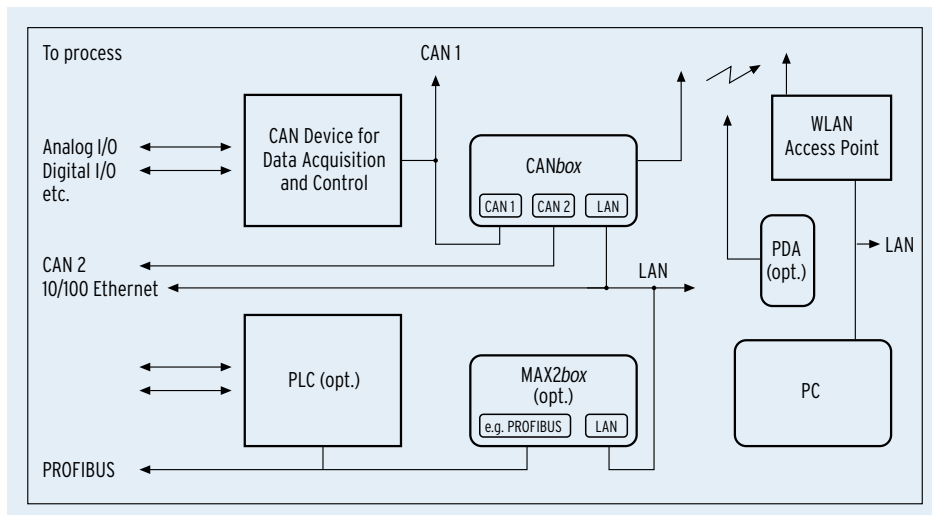 To process
CAN 1
Analog I/O
Digital I/O
etc.
CAN Device for
Data Acquisition
and Control
CANbox
CAN 1
CAN 2
LAN
WLAN
Access Point
PDA
(opt.)
LAN
CAN 2
10/100 Ethernet
LAN
PLC (opt.)
MAX2box
(opt.)
e.g. PROFIBUS
LAN
PC
PROFIBUS